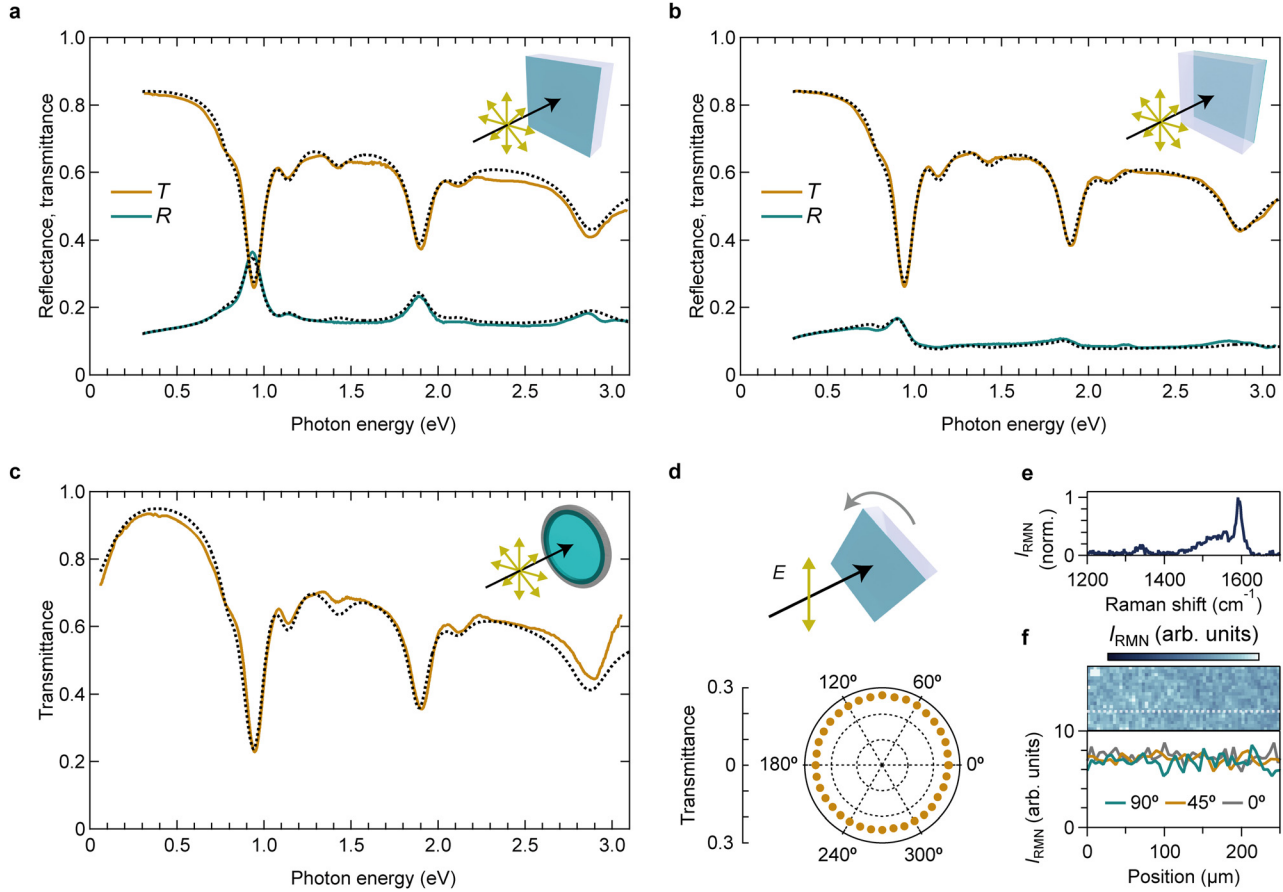 a
1.0
0.8
0.6
0.4
0.2
0
Reflectance, transmittance
T
R
0 0.5 1.0 1.5 2.0 2.5 3.0
Photon energy (eV)
b
1.0
0.8
0.6
0.4
0.2
0
Reflectance, transmittance
T
R
0 0.5 1.0 1.5 2.0 2.5 3.0
Photon energy (eV)
c
1.0
0.8
0.6
0.4
0.2
0
Transmittance
0 0.5 1.0 1.5 2.0 2.5 3.0
Photon energy (eV)
d
E
0.3
0
0.3
Transmittance
120º 60º
180º 0º
240º 300º
e
1
0
IRMN
(norm.)
1200 1400 1600
Raman shift (cm⁻¹)
f
IRMN (arb. units)
10
0
IRMN (arb. units)
90º 45º 0º
0 100 200
Position (µm)